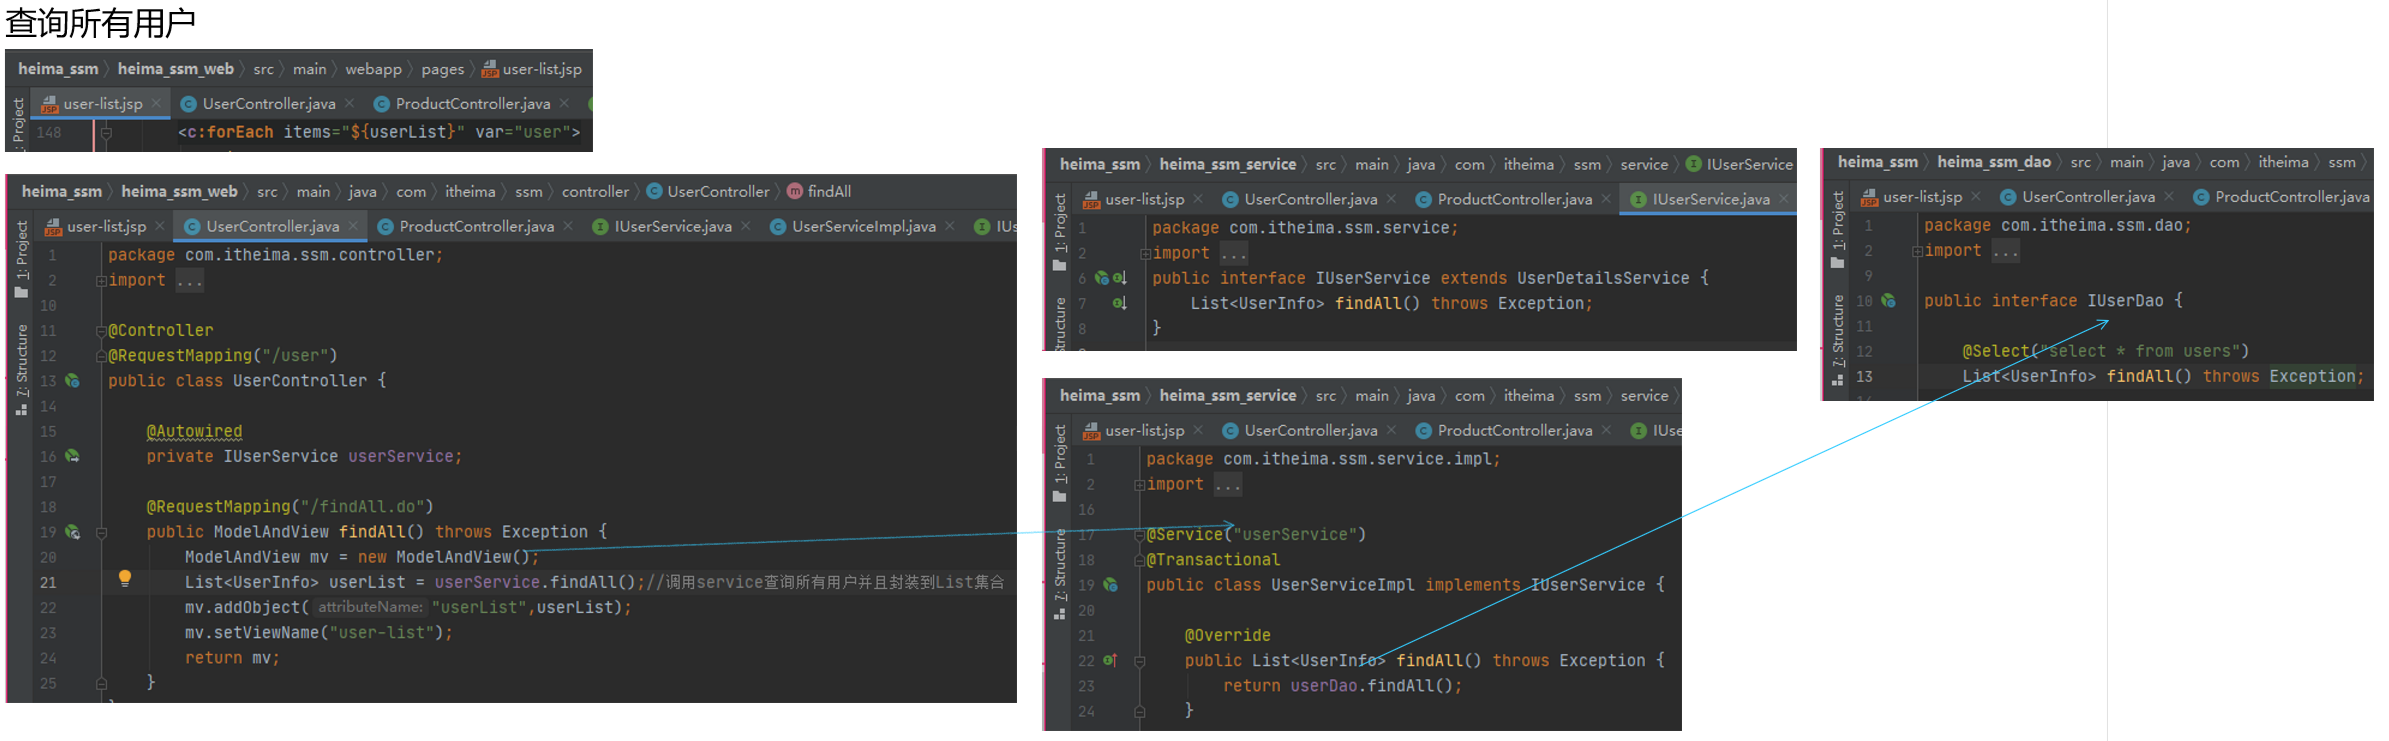 查询所有用户
heima_ssm 〉 heima_ssm_web 〉 src 〉 main 〉 webapp 〉 pages 〉 user-list.jsp
user-list.jsp × UserController.java × ProductController.java ×
Project
148 <c:forEach items="${userList}" var="user">
heima_ssm 〉 heima_ssm_web 〉 src 〉 main 〉 java 〉 com 〉 itheima 〉 ssm 〉 controller 〉 UserController 〉 findAll
user-list.jsp × UserController.java × ProductController.java × IUserService.java × UserServiceImpl.java ×
1: Project
7: Structure
1 package com.itheima.ssm.controller;
2 import ...
10
11 @Controller
12 @RequestMapping("/user")
13 public class UserController {
14
15 @Autowired
16 private IUserService userService;
17
18 @RequestMapping("/findAll.do")
19 public ModelAndView findAll() throws Exception {
20 ModelAndView mv = new ModelAndView();
21 List<UserInfo> userList = userService.findAll();//调用service查询所有用户并且封装到List集合
22 mv.addObject( attributeName: "userList",userList);
23 mv.setViewName("user-list");
24 return mv;
25 }
heima_ssm 〉 heima_ssm_service 〉 src 〉 main 〉 java 〉 com 〉 itheima 〉 ssm 〉 service 〉 IUserService
user-list.jsp × UserController.java × ProductController.java × IUserService.java ×
1: Project
1 package com.itheima.ssm.service;
2 import ...
6 public interface IUserService extends UserDetailsService {
7 List<UserInfo> findAll() throws Exception;
8 }
heima_ssm 〉 heima_ssm_service 〉 src 〉 main 〉 java 〉 com 〉 itheima 〉 ssm 〉 service 〉
user-list.jsp × UserController.java × ProductController.java ×
1: Project
7: Structure
1 package com.itheima.ssm.service.impl;
2 import ...
16
17 @Service("userService")
18 @Transactional
19 public class UserServiceImpl implements IUserService {
20
21 @Override
22 public List<UserInfo> findAll() throws Exception {
23 return userDao.findAll();
24 }
heima_ssm 〉 heima_ssm_dao 〉 src 〉 main 〉 java 〉 com 〉 itheima 〉 ssm 〉
user-list.jsp × UserController.java × ProductController.java
1: Project
7: Structure
1 package com.itheima.ssm.dao;
2 import ...
9
10 public interface IUserDao {
11
12 @Select("select * from users")
13 List<UserInfo> findAll() throws Exception;